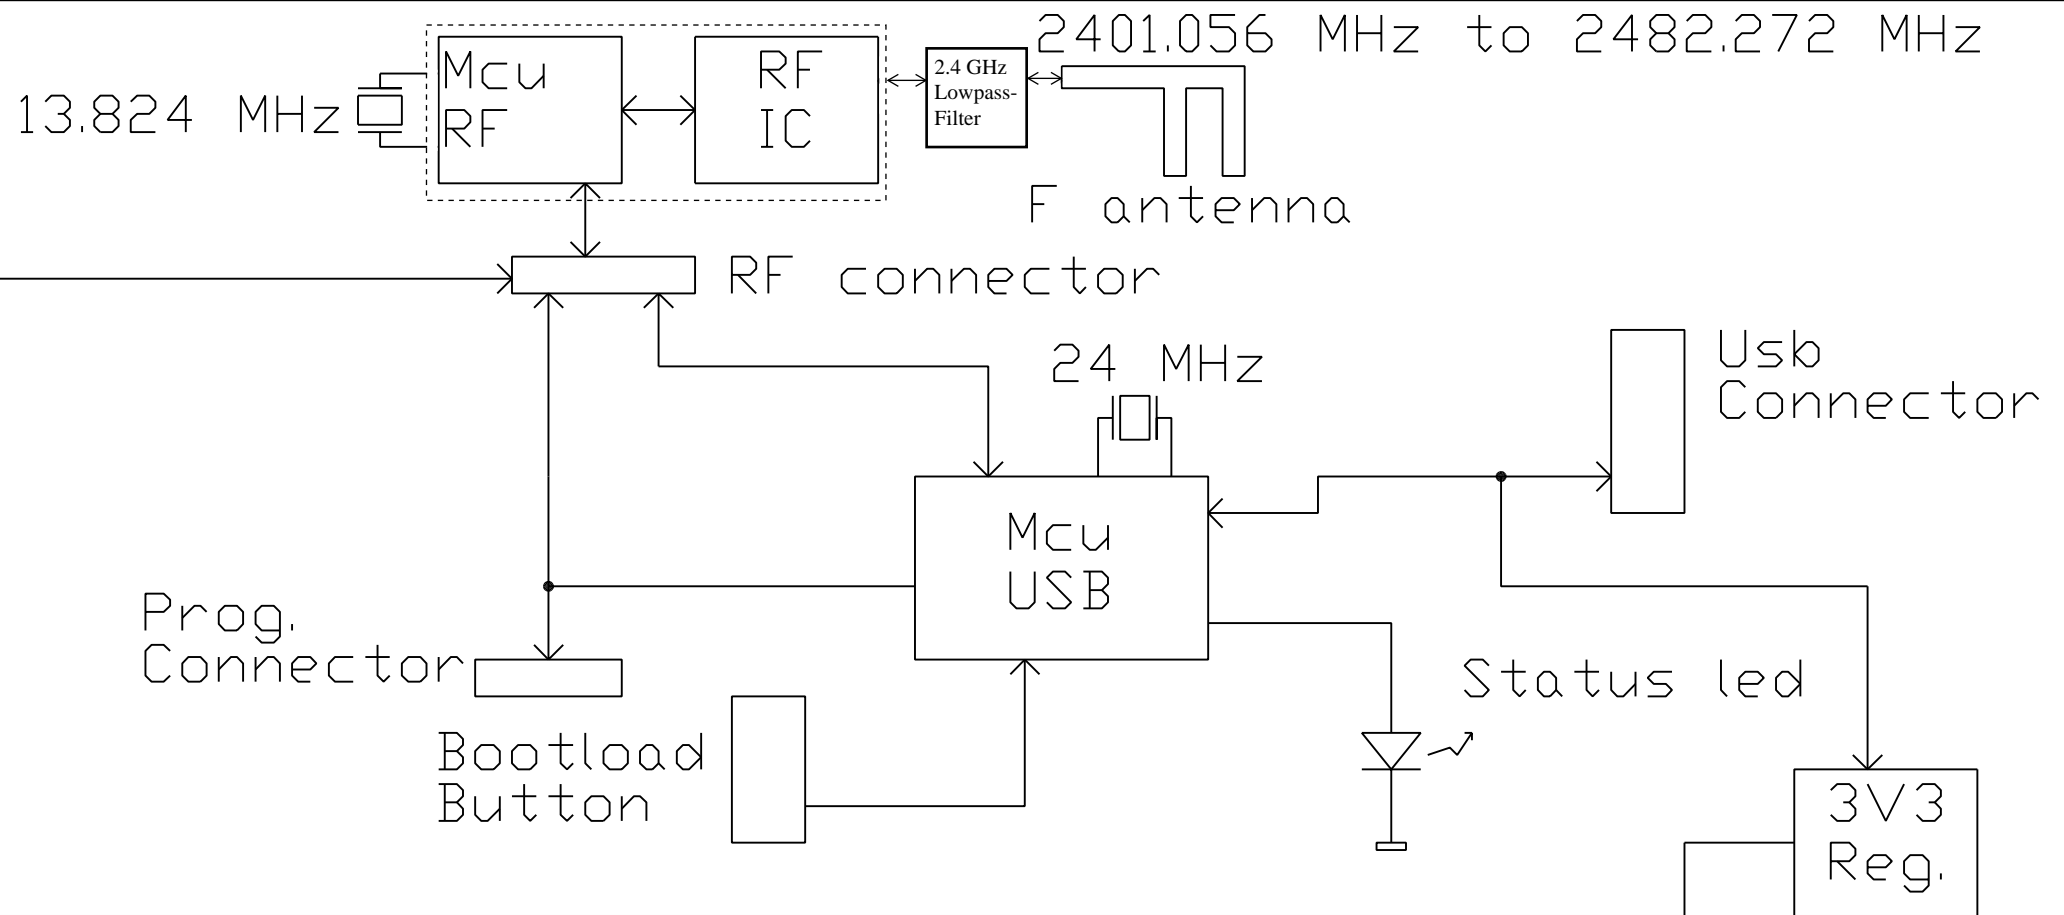 2401.056 MHz to 2482.272 MHz
13.824 MHz
Mcu
RF
RF
IC
2.4 GHz
Lowpass-
Filter
F antenna
RF connector
24 MHz
Usb
Connector
Mcu
USB
Prog.
Connector
Status led
Bootload
Button
3V3
Reg.